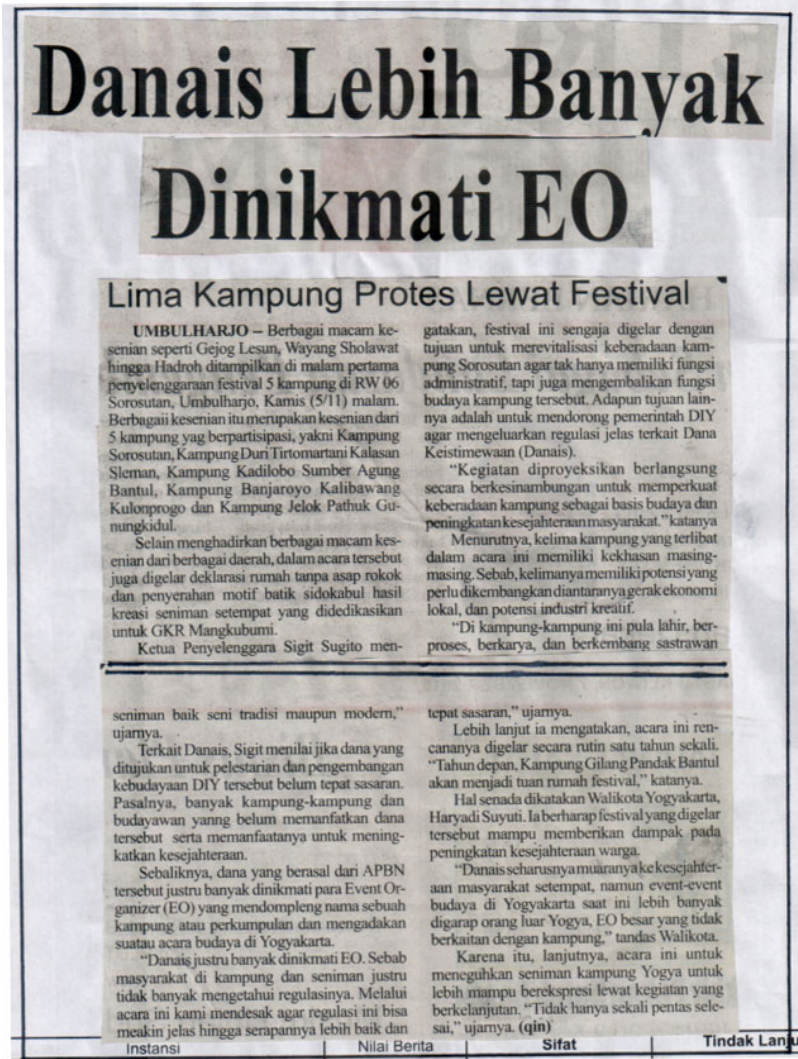 Danais Lebih Banyak
Dinikmati EO
Lima Kampung Protes Lewat Festival
UMBULHARJO – Berbagai macam ke-
senian seperti Gejog Lesun, Wayang Sholawat
hingga Hadroh ditampilkan di malam pertama
penyelenggaraan festival 5 kampung di RW 06
Sorosutan, Umbulharjo, Kamis (5/11) malam.
Berbagaii kesenian itu merupakan kesenian dari
5 kampung yag berpartisipasi, yakni Kampung
Sorosutan, Kampung Duri Tirtomartani Kalasan
Sleman, Kampung Kadilobo Sumber Agung
Bantul, Kampung Banjaroyo Kalibawang
Kulonprogo dan Kampung Jelok Pathuk Gu-
nungkidul.
Selain menghadirkan berbagai macam kes-
enian dari berbagai daerah, dalam acara tersebut
juga digelar deklarasi rumah tanpa asap rokok
dan penyerahan motif batik sidokabul hasil
kreasi seniman setempat yang didedikasikan
untuk GKR Mangkubumi.
Ketua Penyelenggara Sigit Sugito men-
gatakan, festival ini sengaja digelar dengan
tujuan untuk merevitalisasi keberadaan kam-
pung Sorosutan agar tak hanya memiliki fungsi
administratif, tapi juga mengembalikan fungsi
budaya kampung tersebut. Adapun tujuan lain-
nya adalah untuk mendorong pemerintah DIY
agar mengeluarkan regulasi jelas terkait Dana
Keistimewaan (Danais).
“Kegiatan diproyeksikan berlangsung
secara berkesinambungan untuk memperkuat
keberadaan kampung sebagai basis budaya dan
peningkatan kesejahteraan masyarakat.” katanya
Menurutnya, kelima kampung yang terlibat
dalam acara ini memiliki kekhasan masing-
masing. Sebab, kelimanya memiliki potensi yang
perlu dikembangkan diantaranya gerak ekonomi
lokal, dan potensi industri kreatif.
“Di kampung-kampung ini pula lahir, ber-
proses, berkarya, dan berkembang sastrawan
seniman baik seni tradisi maupun modern,”
ujarnya.
Terkait Danais, Sigit menilai jika dana yang
ditujukan untuk pelestarian dan pengembangan
kebudayaan DIY tersebut belum tepat sasaran.
Pasalnya, banyak kampung-kampung dan
budayawan yanng belum memanfatkan dana
tersebut serta memanfaatanya untuk mening-
katkan kesejahteraan.
Sebaliknya, dana yang berasal dari APBN
tersebut justru banyak dinikmati para Event Or-
ganizer (EO) yang mendompleng nama sebuah
kampung atau perkumpulan dan mengadakan
suatau acara budaya di Yogyakarta.
“Danais justru banyak dinikmati EO. Sebab
masyarakat di kampung dan seniman justru
tidak banyak mengetahui regulasinya. Melalui
acara ini kami mendesak agar regulasi ini bisa
meakin jelas hingga serapannya lebih baik dan
tepat sasaran,” ujarnya.
Lebih lanjut ia mengatakan, acara ini ren-
cananya digelar secara rutin satu tahun sekali.
“Tahun depan, Kampung Gilang Pandak Bantul
akan menjadi tuan rumah festival,” katanya.
Hal senada dikatakan Walikota Yogyakarta,
Haryadi Suyuti. Ia berharap festival yang digelar
tersebut mampu memberikan dampak pada
peningkatan kesejahteraan warga.
“Danais seharusnya muaranya ke kesejahter-
aan masyarakat setempat, namun event-event
budaya di Yogyakarta saat ini lebih banyak
digarap orang luar Yogya, EO besar yang tidak
berkaitan dengan kampung,” tandas Walikota.
Karena itu, lanjutnya, acara ini untuk
meneguhkan seniman kampung Yogya untuk
lebih mampu berekspresi lewat kegiatan yang
berkelanjutan. “Tidak hanya sekali pentas sele-
sai,” ujarnya. (qin)
Instansi Nilai Berita Sifat Tindak Lanju